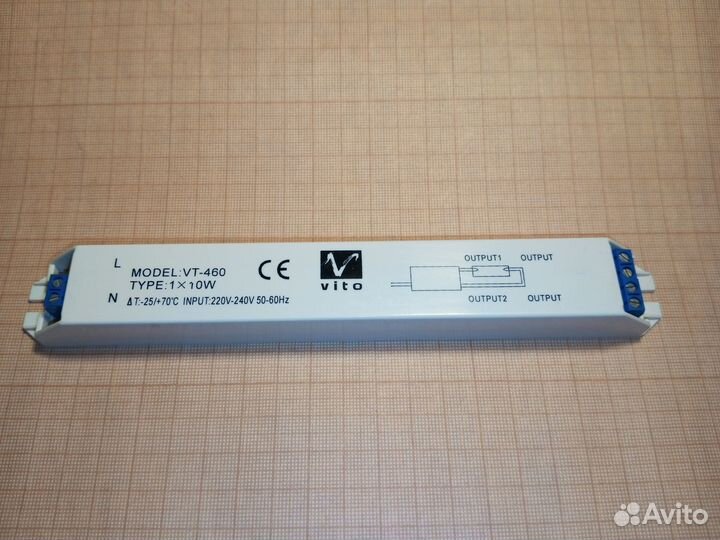 L
MODEL:VT-460
TYPE:1×10W
N
ΔT:-25/+70℃ INPUT:220V-240V 50-60Hz
CE
V
vito
OUTPUT1 OUTPUT
OUTPUT2 OUTPUT
Avito